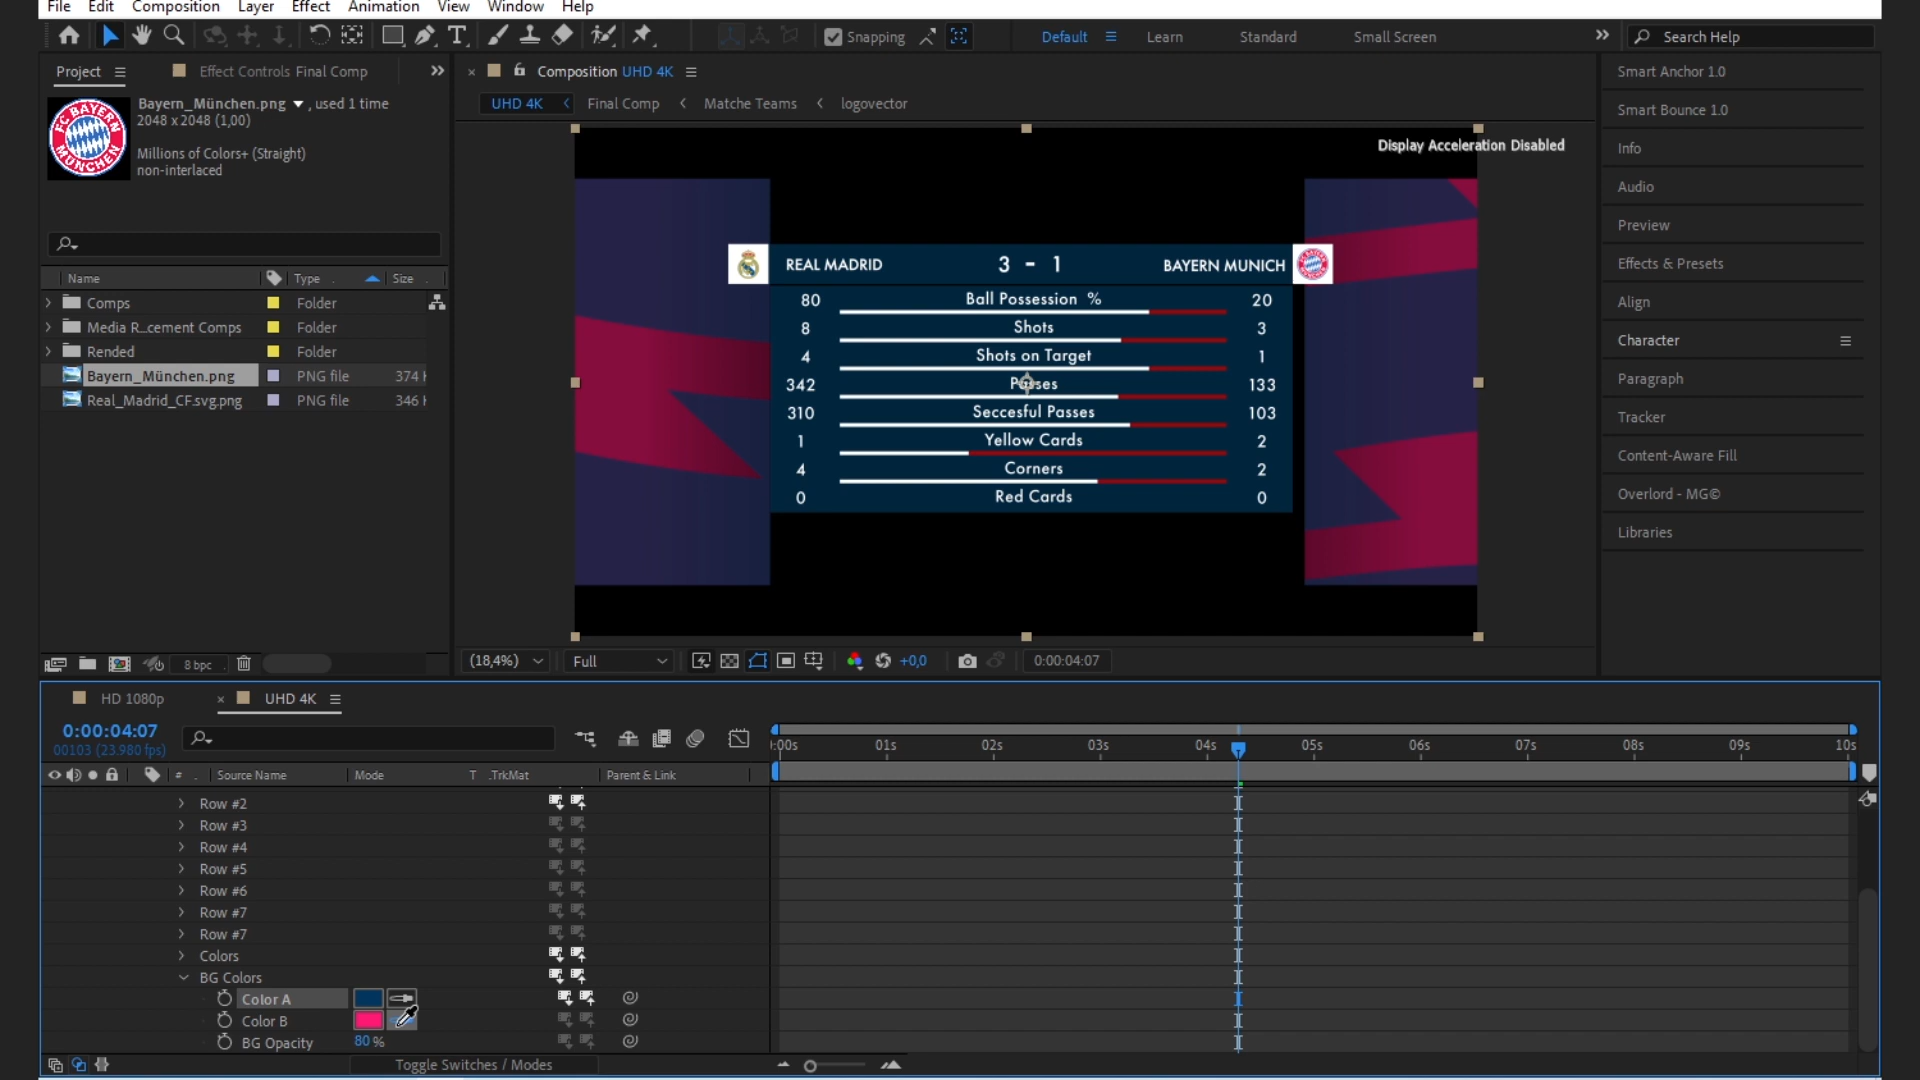 File Edit Composition Layer Effect Animation View Window Help
Snapping
Default Learn Standard Small Screen
Search Help
Project
Effect Controls Final Comp
Composition UHD 4K
Bayern_München.png , used 1 time
2048 x 2048 (1,00)
Millions of Colors+ (Straight)
non-interlaced
FC BAYERN
MÜNCHEN
UHD 4K Final Comp Matche Teams logovector
Display Acceleration Disabled
Name Type Size
Comps Folder
Media R...cement Comps Folder
Rended Folder
Bayern_München.png PNG file 374 K
Real_Madrid_CF.svg.png PNG file 346 K
REAL MADRID 3 - 1 BAYERN MUNICH
80 Ball Possession % 20
8 Shots 3
4 Shots on Target 1
342 Passes 133
310 Seccesful Passes 103
1 Yellow Cards 2
4 Corners 2
0 Red Cards 0
Smart Anchor 1.0
Smart Bounce 1.0
Info
Audio
Preview
Effects & Presets
Align
Character
Paragraph
Tracker
Content-Aware Fill
Overlord - MG©
Libraries
8 bpc
(18,4%) Full +0,0 0:00:04:07
HD 1080p UHD 4K
0:00:04:07
00103 (23.980 fps)
:00s 01s 02s 03s 04s 05s 06s 07s 08s 09s 10s
# Source Name Mode T .TrkMat Parent & Link
Row #2
Row #3
Row #4
Row #5
Row #6
Row #7
Row #7
Colors
BG Colors
Color A
Color B
BG Opacity 80 %
Toggle Switches / Modes